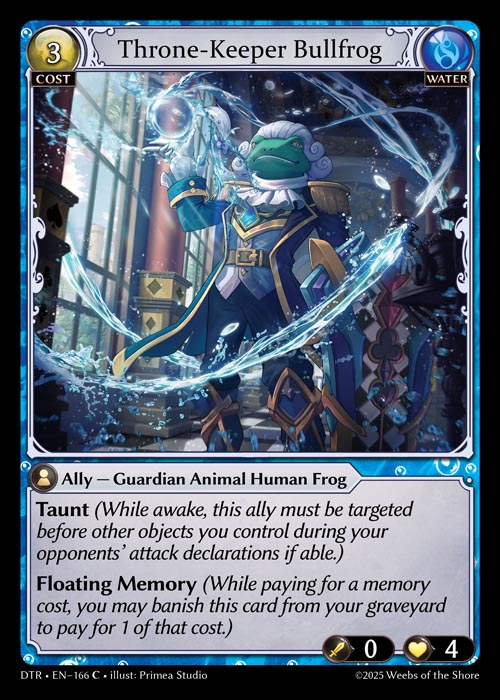 3
Throne-Keeper Bullfrog
COST
WATER
Ally — Guardian Animal Human Frog
Taunt (While awake, this ally must be targeted
before other objects you control during your
opponents' attack declarations if able.)
Floating Memory (While paying for a memory
cost, you may banish this card from your graveyard
to pay for 1 of that cost.)
0
4
DTR • EN–166 C • illust: Primea Studio
©2025 Weebs of the Shore